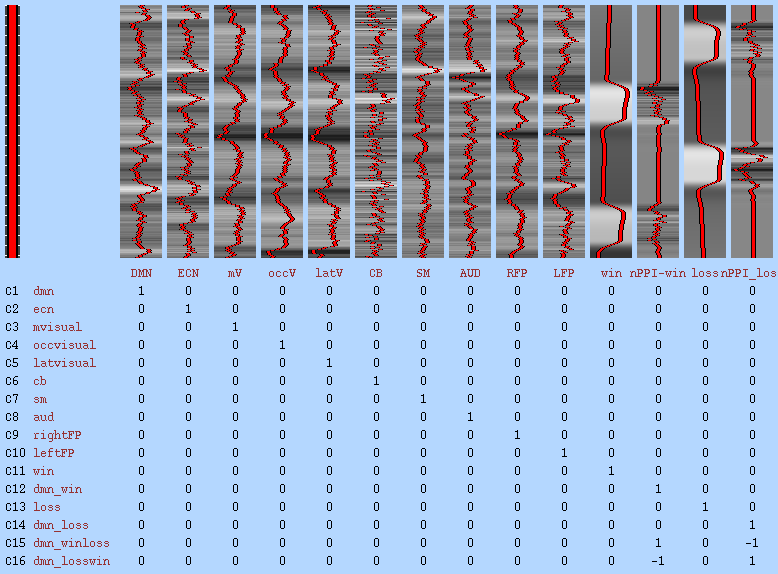 DMN ECN mV occV latV CB SM AUD RFP LFP win nPPI-win loss nPPI_los
C1 dmn 1 0 0 0 0 0 0 0 0 0 0 0 0 0
C2 ecn 0 1 0 0 0 0 0 0 0 0 0 0 0 0
C3 mvisual 0 0 1 0 0 0 0 0 0 0 0 0 0 0
C4 occvisual 0 0 0 1 0 0 0 0 0 0 0 0 0 0
C5 latvisual 0 0 0 0 1 0 0 0 0 0 0 0 0 0
C6 cb 0 0 0 0 0 1 0 0 0 0 0 0 0 0
C7 sm 0 0 0 0 0 0 1 0 0 0 0 0 0 0
C8 aud 0 0 0 0 0 0 0 1 0 0 0 0 0 0
C9 rightFP 0 0 0 0 0 0 0 0 1 0 0 0 0 0
C10 leftFP 0 0 0 0 0 0 0 0 0 1 0 0 0 0
C11 win 0 0 0 0 0 0 0 0 0 0 1 0 0 0
C12 dmn_win 0 0 0 0 0 0 0 0 0 0 0 1 0 0
C13 loss 0 0 0 0 0 0 0 0 0 0 0 0 1 0
C14 dmn_loss 0 0 0 0 0 0 0 0 0 0 0 0 0 1
C15 dmn_winloss 0 0 0 0 0 0 0 0 0 0 0 1 0 -1
C16 dmn_losswin 0 0 0 0 0 0 0 0 0 0 0 -1 0 1